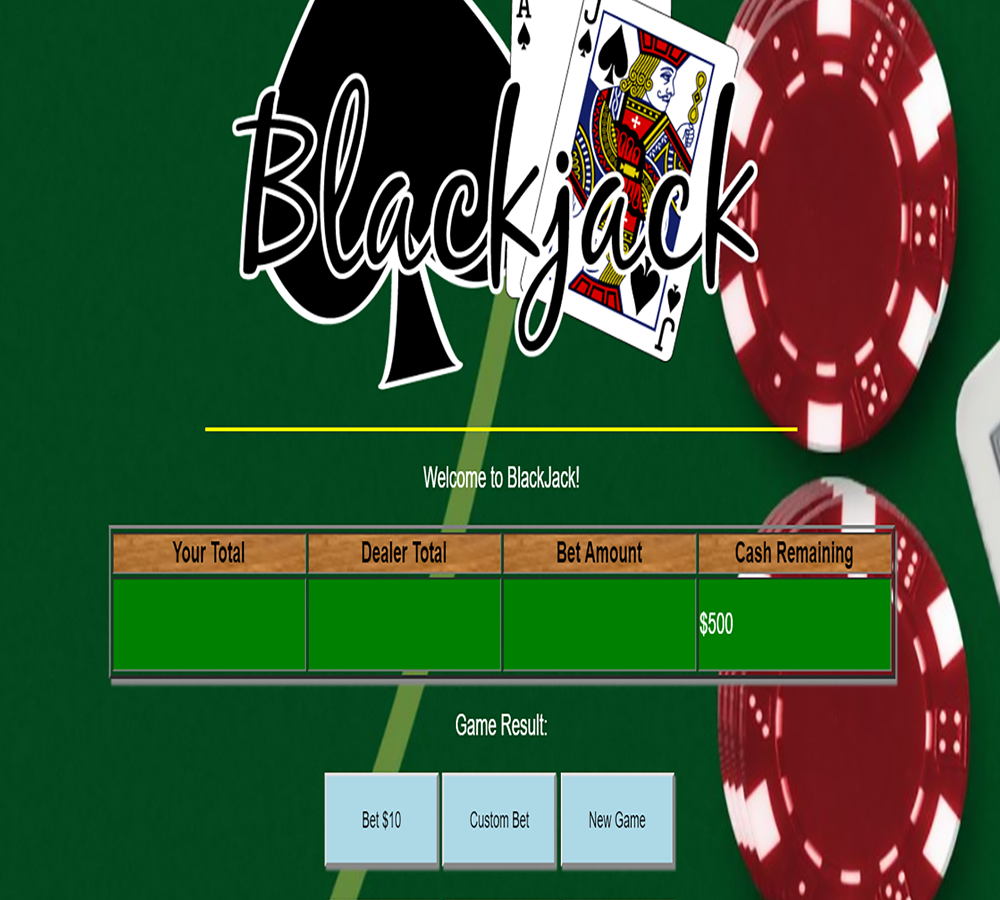 A
J
Blackjack
J
Welcome to BlackJack!
Your Total Dealer Total Bet Amount Cash Remaining
$500
Game Result:
Bet $10 Custom Bet New Game